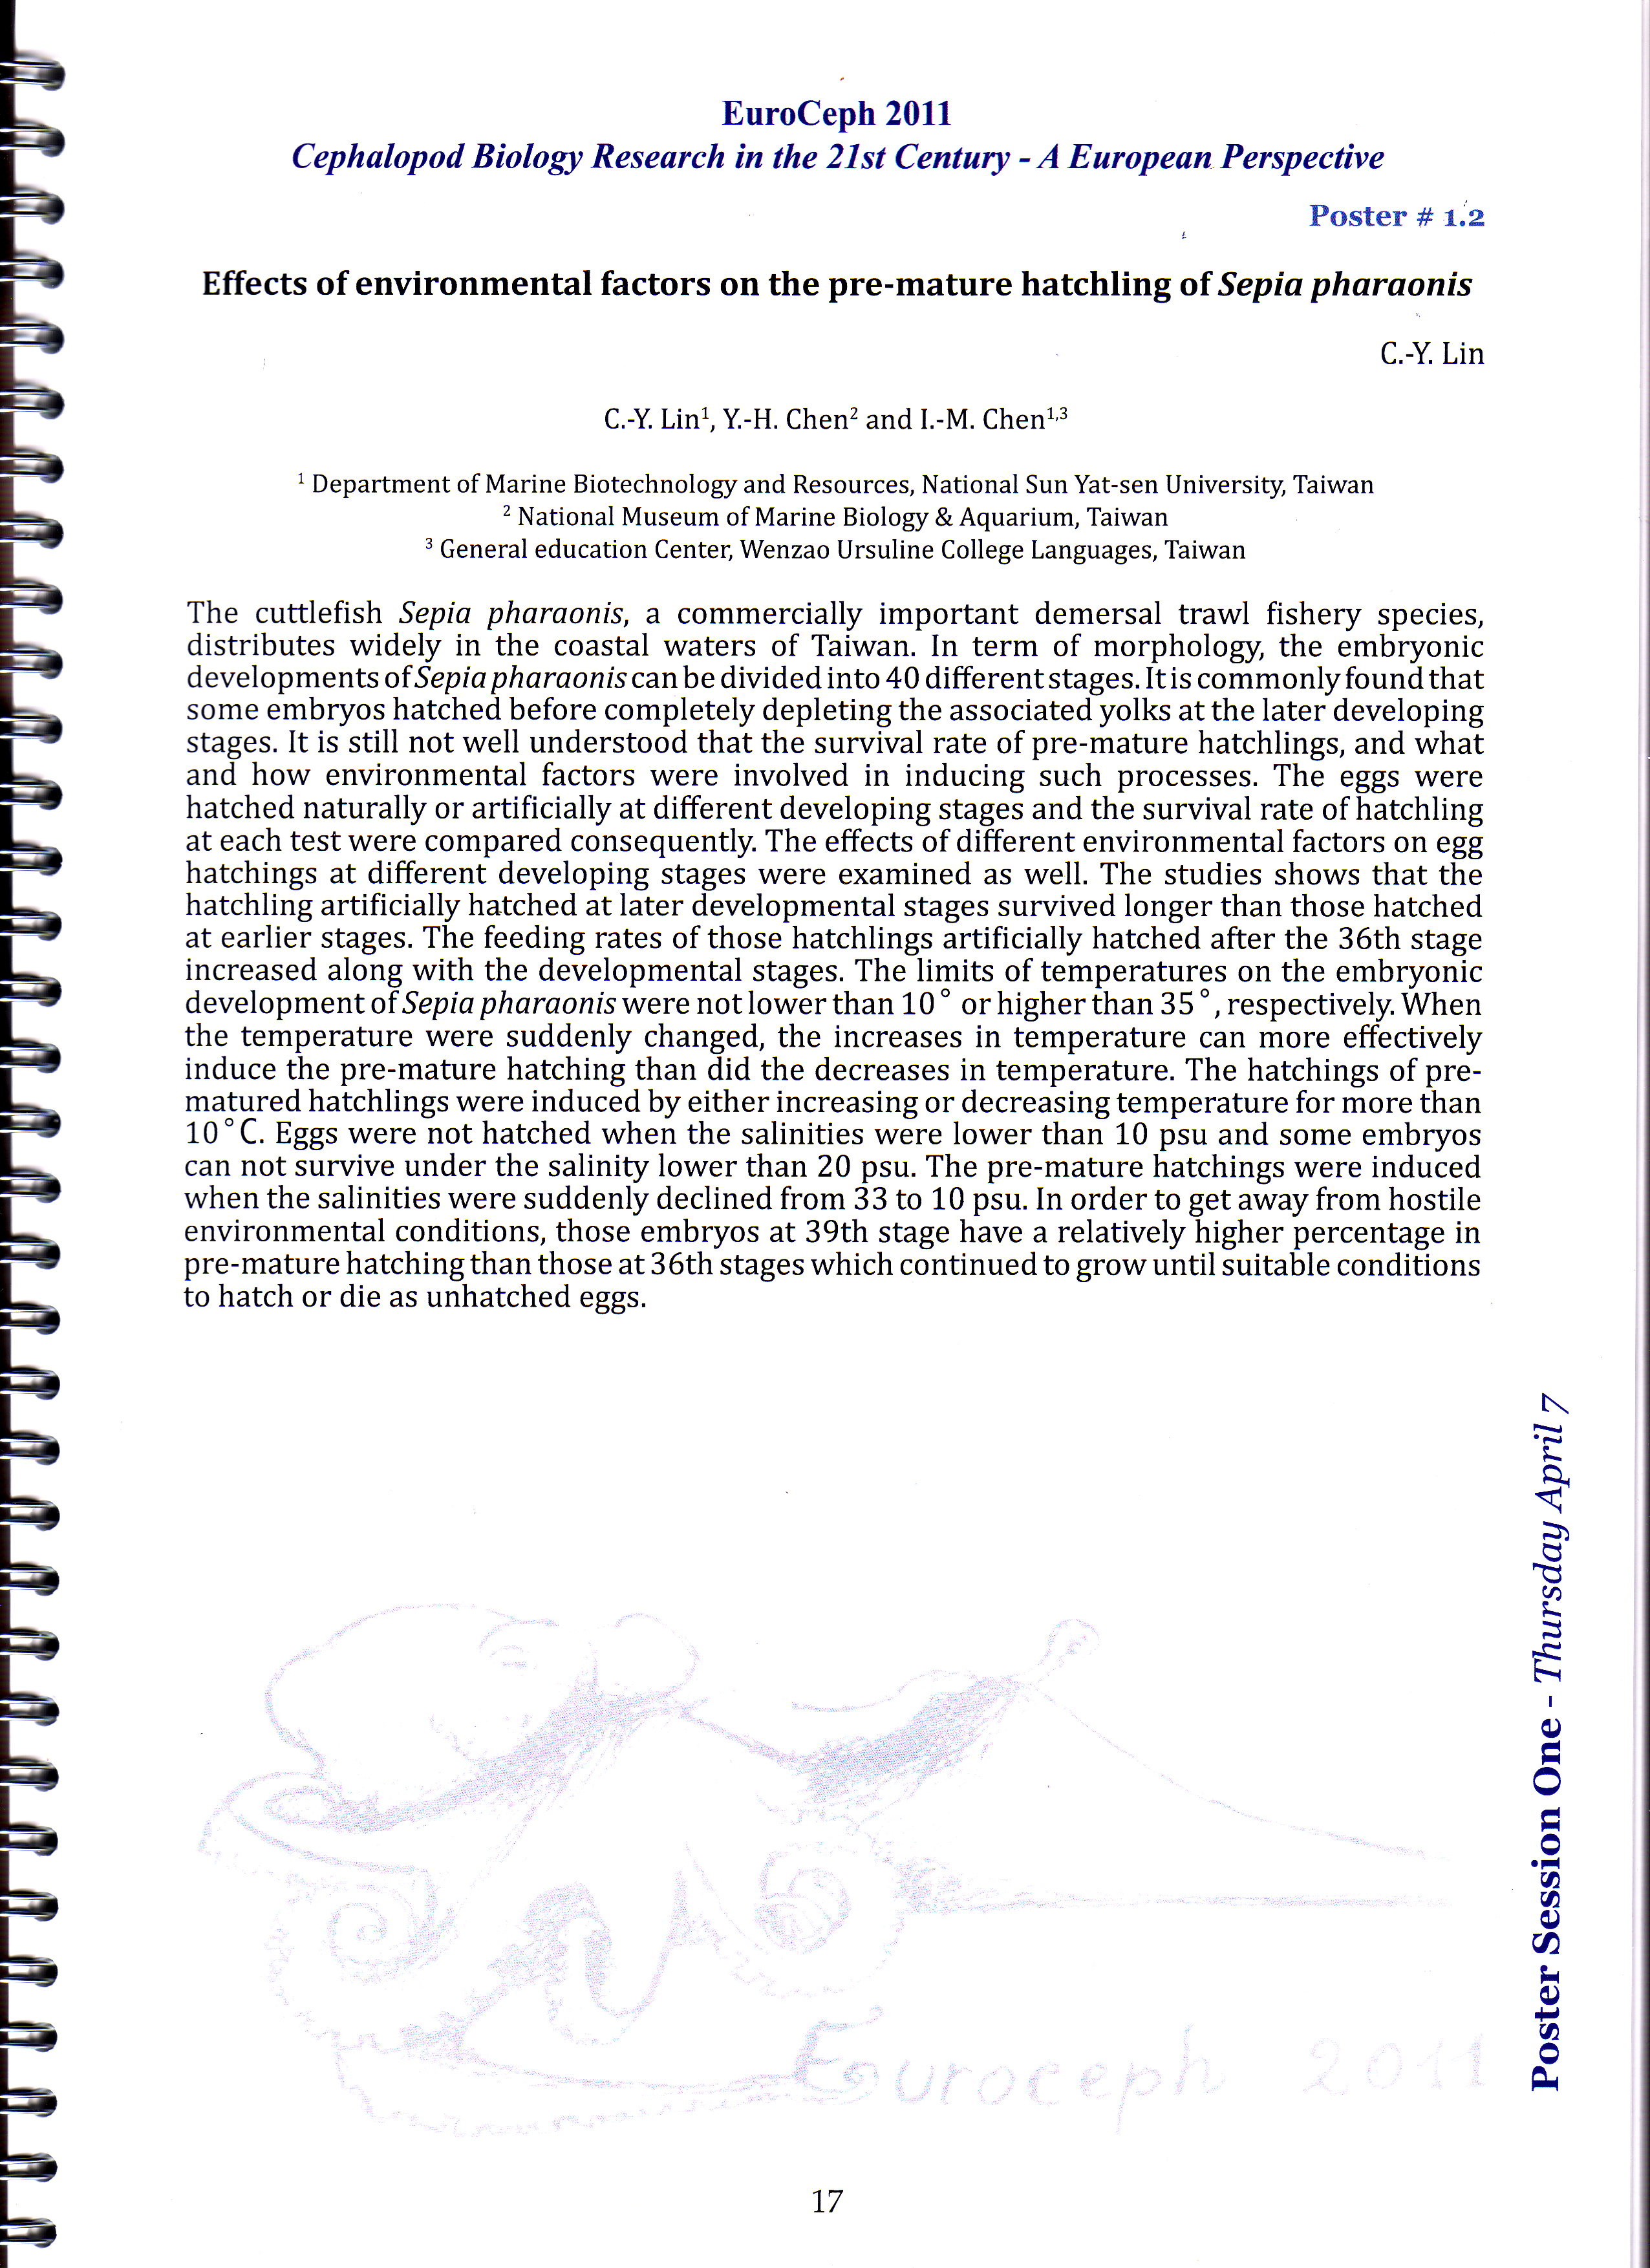 EuroCeph 2011
Cephalopod Biology Research in the 21st Century - A European Perspective
Poster # 1.2
Effects of environmental factors on the pre-mature hatchling of Sepia pharaonis
C.-Y. Lin
C.-Y. Lin¹, Y.-H. Chen² and I.-M. Chen¹,³
¹ Department of Marine Biotechnology and Resources, National Sun Yat-sen University, Taiwan
² National Museum of Marine Biology & Aquarium, Taiwan
³ General education Center, Wenzao Ursuline College Languages, Taiwan
The cuttlefish Sepia pharaonis, a commercially important demersal trawl fishery species,
distributes widely in the coastal waters of Taiwan. In term of morphology, the embryonic
developments of Sepia pharaonis can be divided into 40 different stages. It is commonly found that
some embryos hatched before completely depleting the associated yolks at the later developing
stages. It is still not well understood that the survival rate of pre-mature hatchlings, and what
and how environmental factors were involved in inducing such processes. The eggs were
hatched naturally or artificially at different developing stages and the survival rate of hatchling
at each test were compared consequently. The effects of different environmental factors on egg
hatchings at different developing stages were examined as well. The studies shows that the
hatchling artificially hatched at later developmental stages survived longer than those hatched
at earlier stages. The feeding rates of those hatchlings artificially hatched after the 36th stage
increased along with the developmental stages. The limits of temperatures on the embryonic
development of Sepia pharaonis were not lower than 10° or higher than 35°, respectively. When
the temperature were suddenly changed, the increases in temperature can more effectively
induce the pre-mature hatching than did the decreases in temperature. The hatchings of pre-
matured hatchlings were induced by either increasing or decreasing temperature for more than
10°C. Eggs were not hatched when the salinities were lower than 10 psu and some embryos
can not survive under the salinity lower than 20 psu. The pre-mature hatchings were induced
when the salinities were suddenly declined from 33 to 10 psu. In order to get away from hostile
environmental conditions, those embryos at 39th stage have a relatively higher percentage in
pre-mature hatching than those at 36th stages which continued to grow until suitable conditions
to hatch or die as unhatched eggs.
Poster Session One - Thursday April 7
Euroceph 2011
17